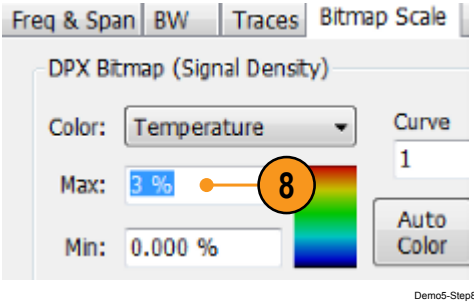 Freq & Span BW Traces Bitmap Scale
DPX Bitmap (Signal Density)
Color: Temperature Curve
1
Max: 3 % 8
Auto
Color
Min: 0.000 %
Demo5-Step8